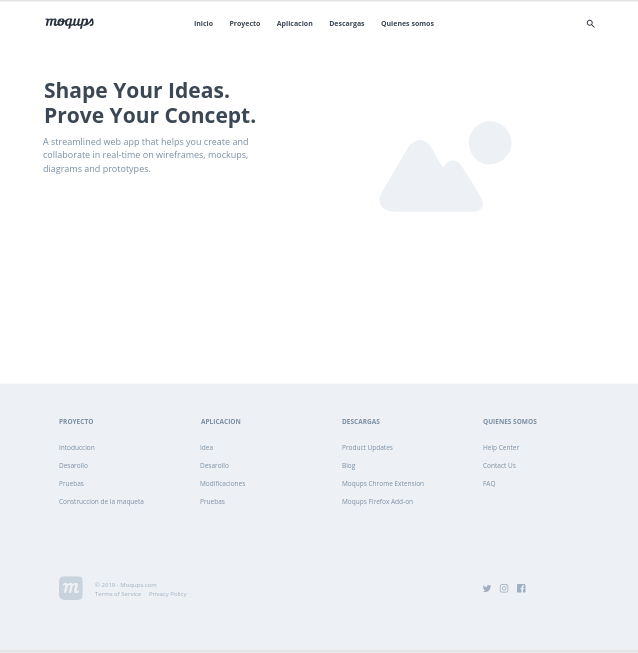 moqups
Inicio Proyecto Aplicacion Descargas Quienes somos
Shape Your Ideas.
Prove Your Concept.
A streamlined web app that helps you create and
collaborate in real-time on wireframes, mockups,
diagrams and prototypes.
PROYECTO
Intoduccion
Desarollo
Pruebas
Construccion de la maqueta
APLICACION
Idea
Desarollo
Modificaciones
Pruebas
DESCARGAS
Product Updates
Blog
Moqups Chrome Extension
Moqups Firefox Add-on
QUIENES SOMOS
Help Center
Contact Us
FAQ
m
© 2019 - Moqups.com
Terms of Service Privacy Policy